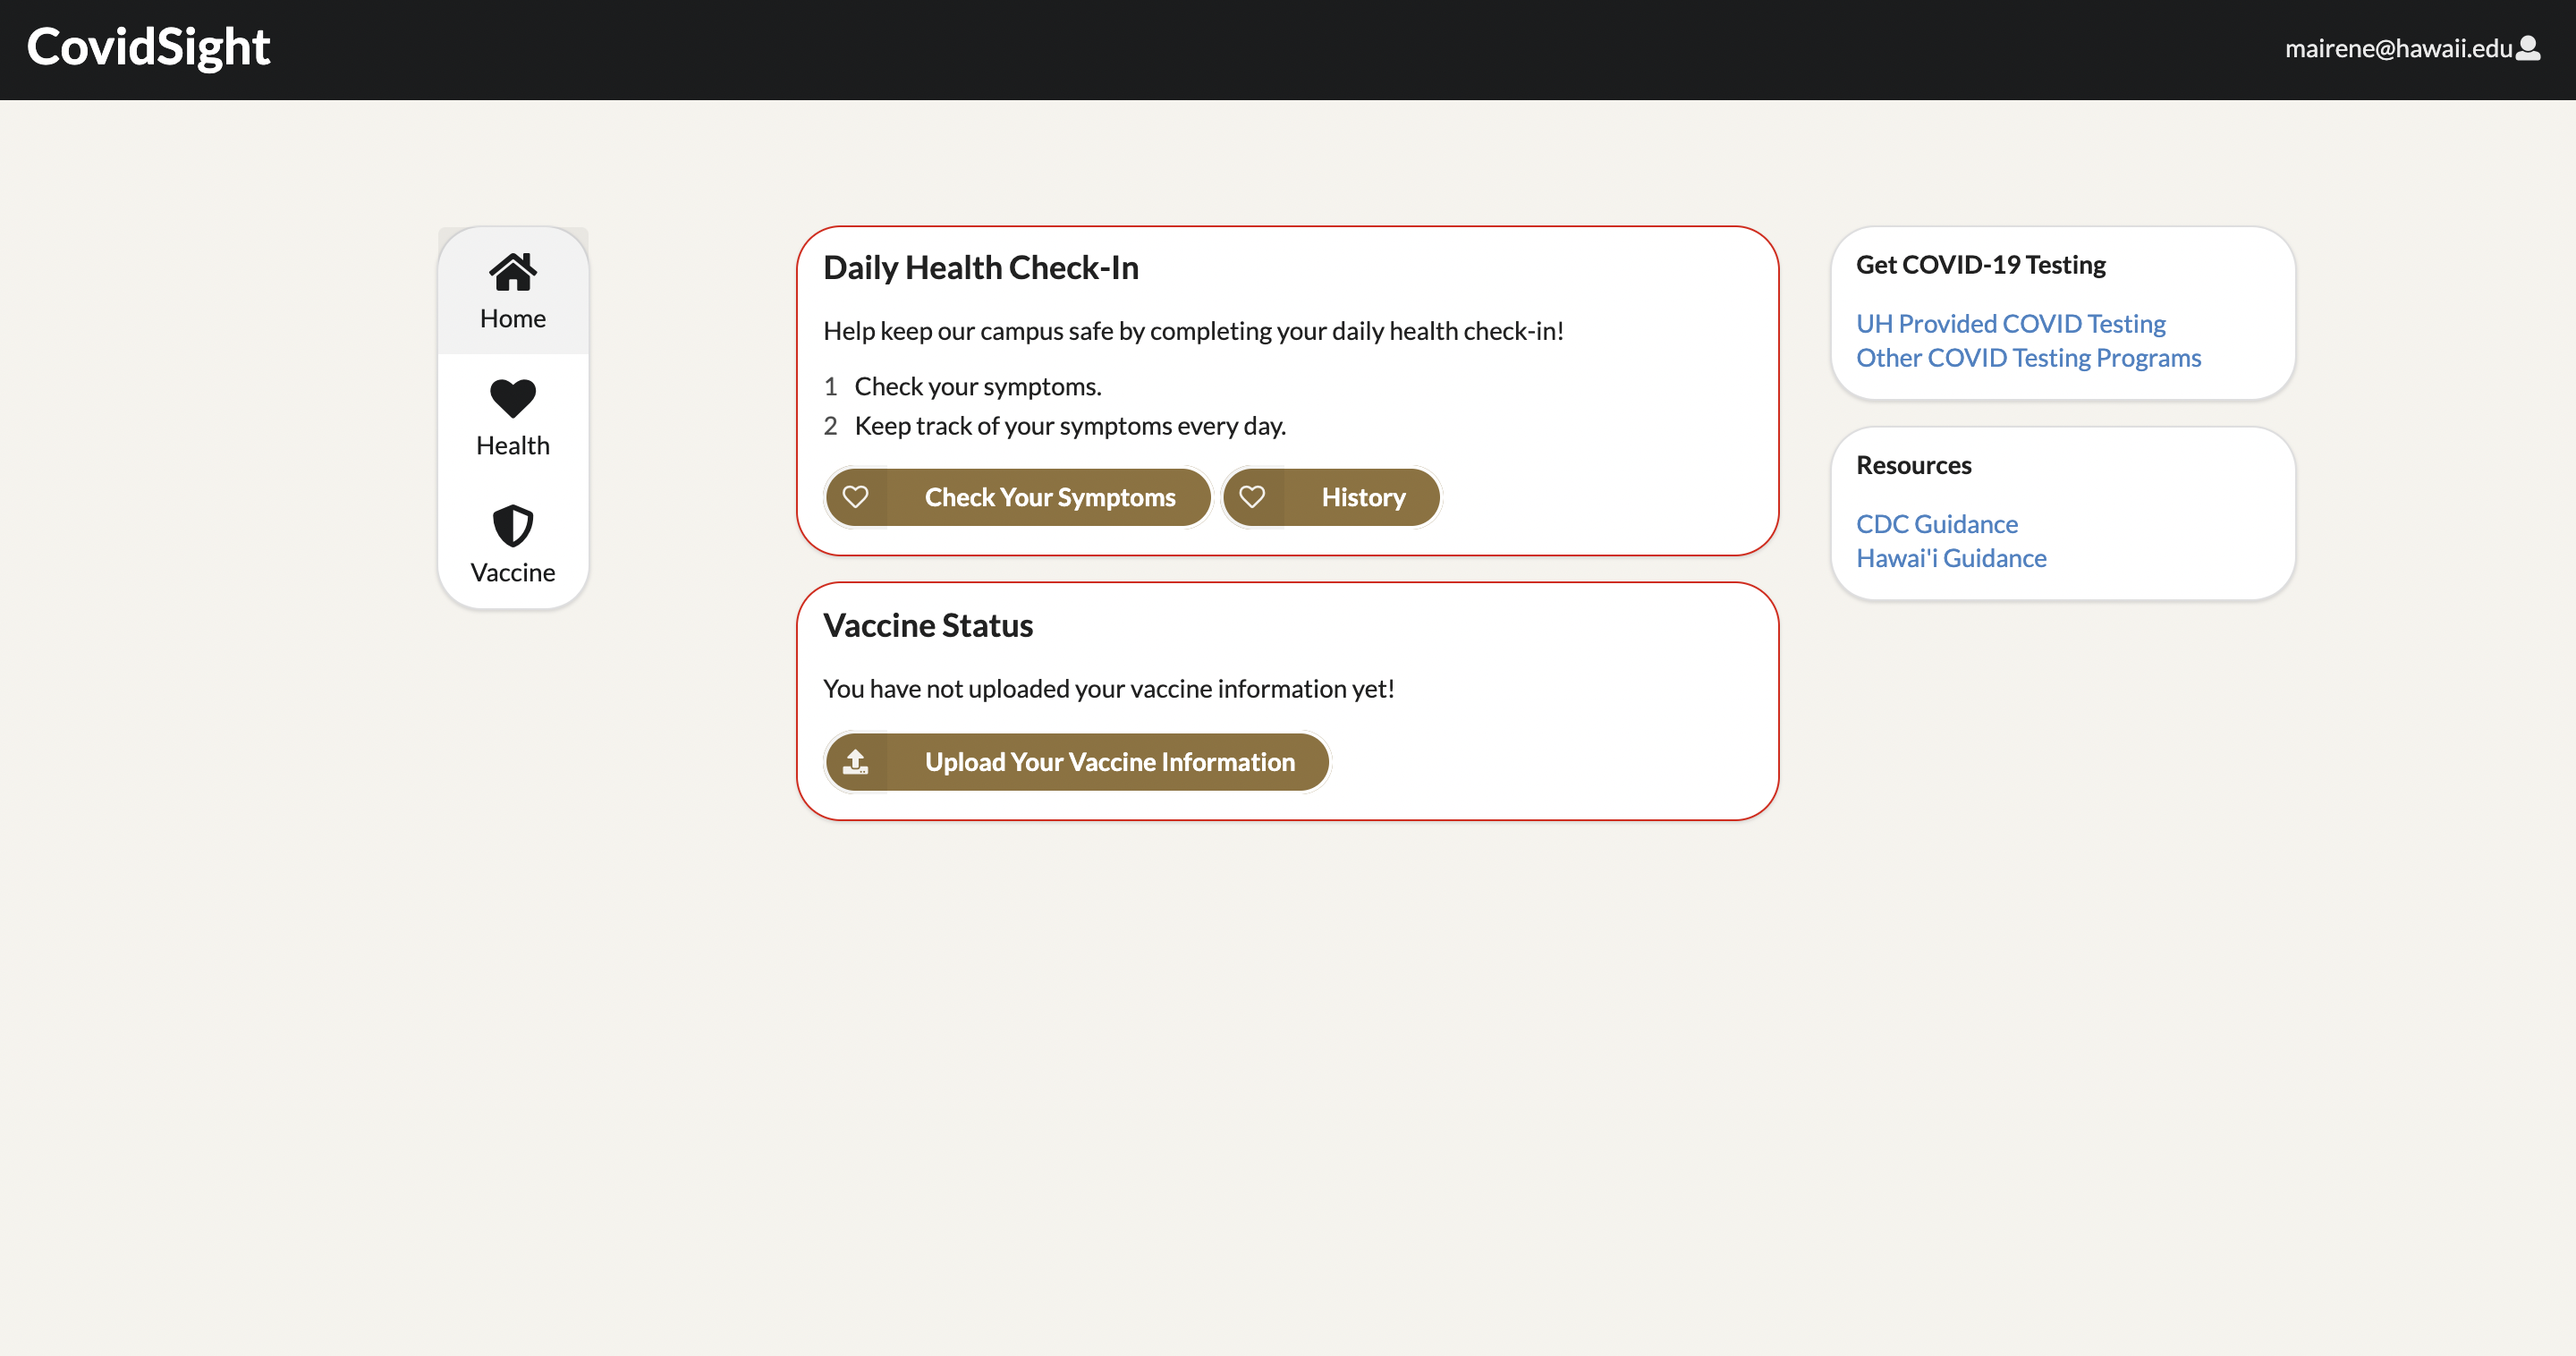 CovidSight
mairene@hawaii.edu
Home
Health
Vaccine
Daily Health Check-In
Help keep our campus safe by completing your daily health check-in!
1 Check your symptoms.
2 Keep track of your symptoms every day.
Check Your Symptoms
History
Vaccine Status
You have not uploaded your vaccine information yet!
Upload Your Vaccine Information
Get COVID-19 Testing
UH Provided COVID Testing
Other COVID Testing Programs
Resources
CDC Guidance
Hawai'i Guidance